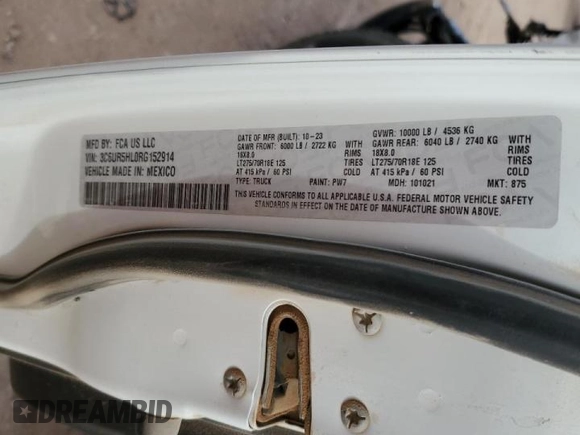 MFD BY: FCA US LLC
VIN: 3C6UR5HL0RG152914
VEHICLE MADE IN: MEXICO
DATE OF MFR (BUILT): 10-23
GAWR FRONT: 6000 LB / 2722 KG
18X8.0
LT275/70R18E 125
AT 415 kPa / 60 PSI
TYPE: TRUCK PAINT: PW7
WITH
RIMS
TIRES
COLD
GVWR: 10000 LB / 4536 KG
GAWR REAR: 6040 LB / 2740 KG
18X8.0
LT275/70R18E 125
AT 415 kPa / 60 PSI
MDH: 101021 MKT: 875
WITH
RIMS
TIRES
COLD
THIS VEHICLE CONFORMS TO ALL APPLICABLE U.S.A. FEDERAL MOTOR VEHICLE SAFETY
STANDARDS IN EFFECT ON THE DATE OF MANUFACTURE SHOWN ABOVE.
DREAMBID